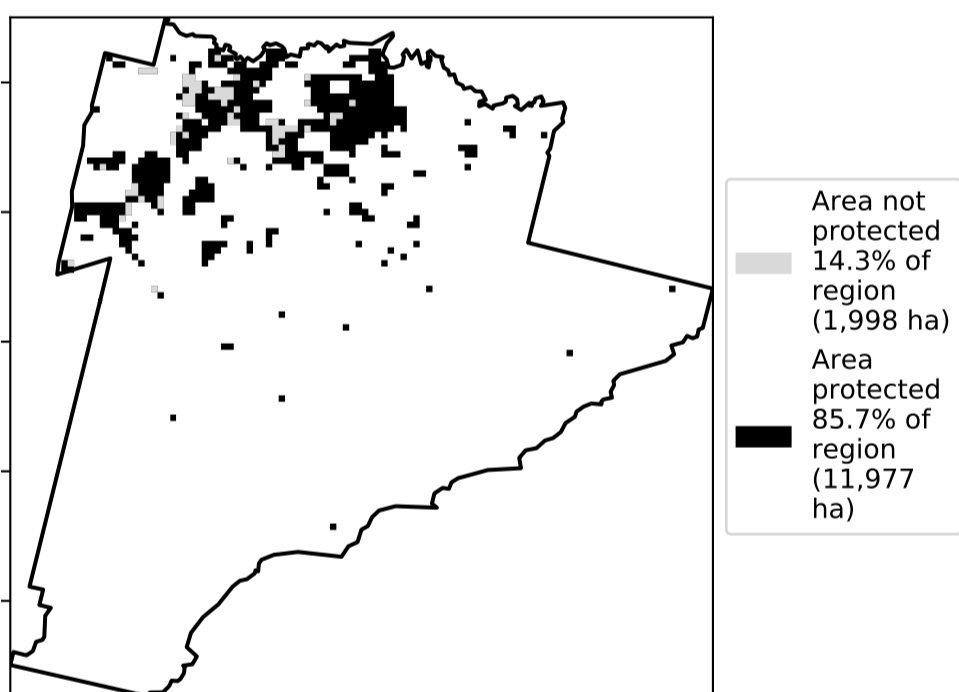 Area not
protected
14.3% of
region
(1,998 ha)
Area
protected
85.7% of
region
(11,977
ha)